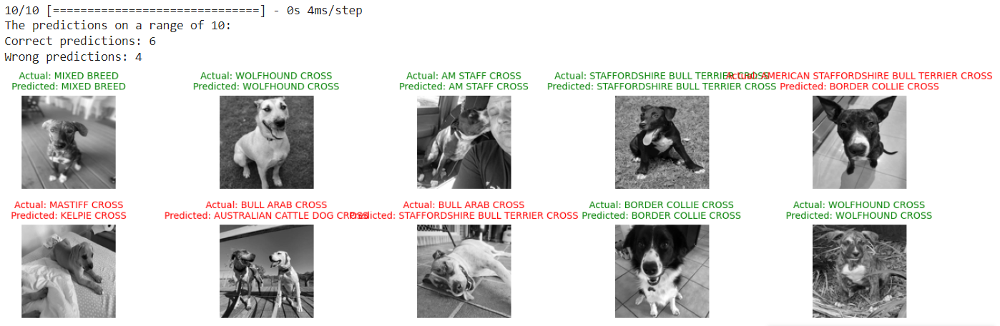 10/10 [==============================] - 0s 4ms/step
The predictions on a range of 10:
Correct predictions: 6
Wrong predictions: 4
Actual: MIXED BREED
Predicted: MIXED BREED
Actual: WOLFHOUND CROSS
Predicted: WOLFHOUND CROSS
Actual: AM STAFF CROSS
Predicted: AM STAFF CROSS
Actual: STAFFORDSHIRE BULL TERRIER CROSS
Predicted: STAFFORDSHIRE BULL TERRIER CROSS
Actual: AMERICAN STAFFORDSHIRE BULL TERRIER CROSS
Predicted: BORDER COLLIE CROSS
Actual: MASTIFF CROSS
Predicted: KELPIE CROSS
Actual: BULL ARAB CROSS
Predicted: AUSTRALIAN CATTLE DOG CROSS
Actual: BULL ARAB CROSS
Predicted: STAFFORDSHIRE BULL TERRIER CROSS
Actual: BORDER COLLIE CROSS
Predicted: BORDER COLLIE CROSS
Actual: WOLFHOUND CROSS
Predicted: WOLFHOUND CROSS